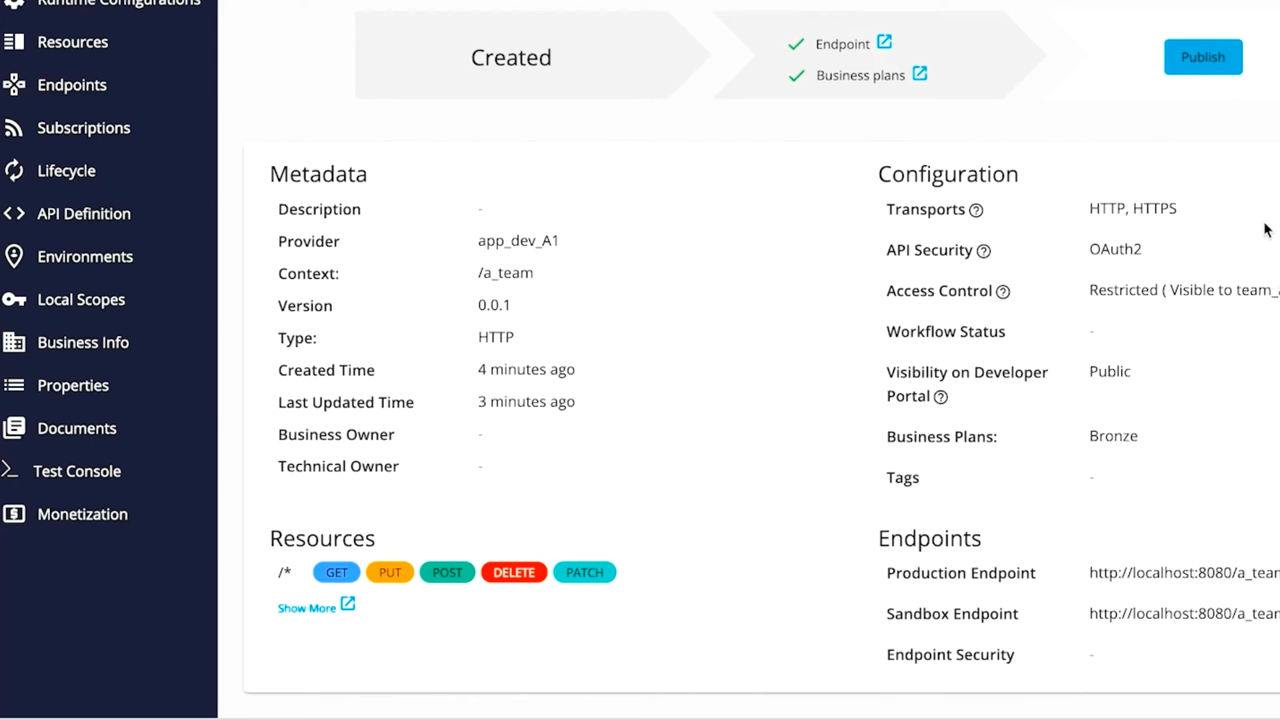 Runtime Configurations
Resources
Endpoints
Subscriptions
Lifecycle
API Definition
Environments
Local Scopes
Business Info
Properties
Documents
Test Console
Monetization
Created
Endpoint
Business plans
Publish
Metadata
Description -
Provider app_dev_A1
Context: /a_team
Version 0.0.1
Type: HTTP
Created Time 4 minutes ago
Last Updated Time 3 minutes ago
Business Owner -
Technical Owner -
Resources
/* GET PUT POST DELETE PATCH
Show More
Configuration
Transports HTTP, HTTPS
API Security OAuth2
Access Control Restricted ( Visible to team_a
Workflow Status -
Visibility on Developer Public
Portal
Business Plans: Bronze
Tags -
Endpoints
Production Endpoint http://localhost:8080/a_team
Sandbox Endpoint http://localhost:8080/a_team
Endpoint Security -